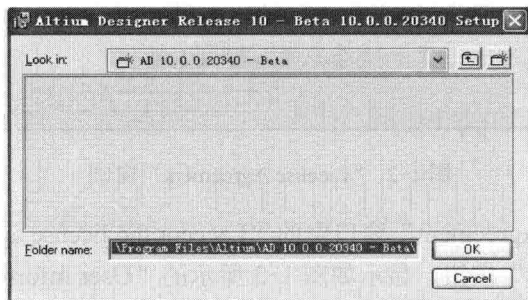 Altium Designer Release 10 - Beta 10.0.0.20340 Setup
Look in:
AD 10.0.0.20340 - Beta
Folder name:
\Program Files\Altium\AD 10.0.0.20340 - Beta\
OK
Cancel